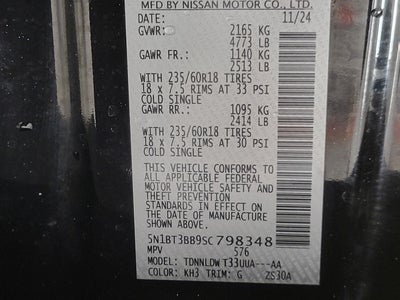 MFD BY NISSAN MOTOR CO., LTD.
DATE: 11/24
GVWR: 2165 KG
4773 LB
GAWR FR.: 1140 KG
2513 LB
WITH 235/60R18 TIRES
18 x 7.5 RIMS AT 33 PSI
COLD SINGLE
GAWR RR.: 1095 KG
2414 LB
WITH 235/60R18 TIRES
18 x 7.5 RIMS AT 30 PSI
COLD SINGLE
THIS VEHICLE CONFORMS TO
ALL APPLICABLE FEDERAL
MOTOR VEHICLE SAFETY AND
THEFT PREVENTION
STANDARDS IN EFFECT ON
THE DATE OF MANUFACTURE
SHOWN ABOVE.
5N1BT3BB9SC798348
MPV S76
MODEL: TDNNLDW T33UUA---AA
COLOR: KH3 TRIM: G ZS30A